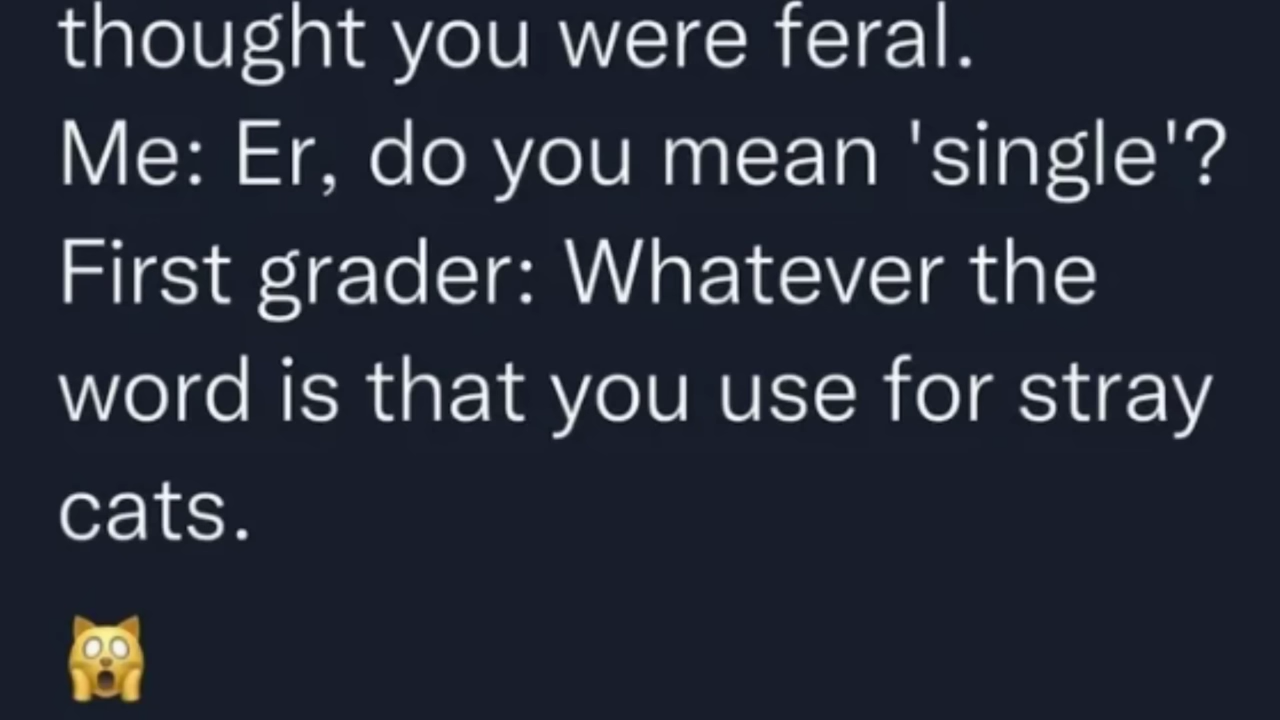 thought you were feral.
Me: Er, do you mean 'single'?
First grader: Whatever the
word is that you use for stray
cats.
🙀